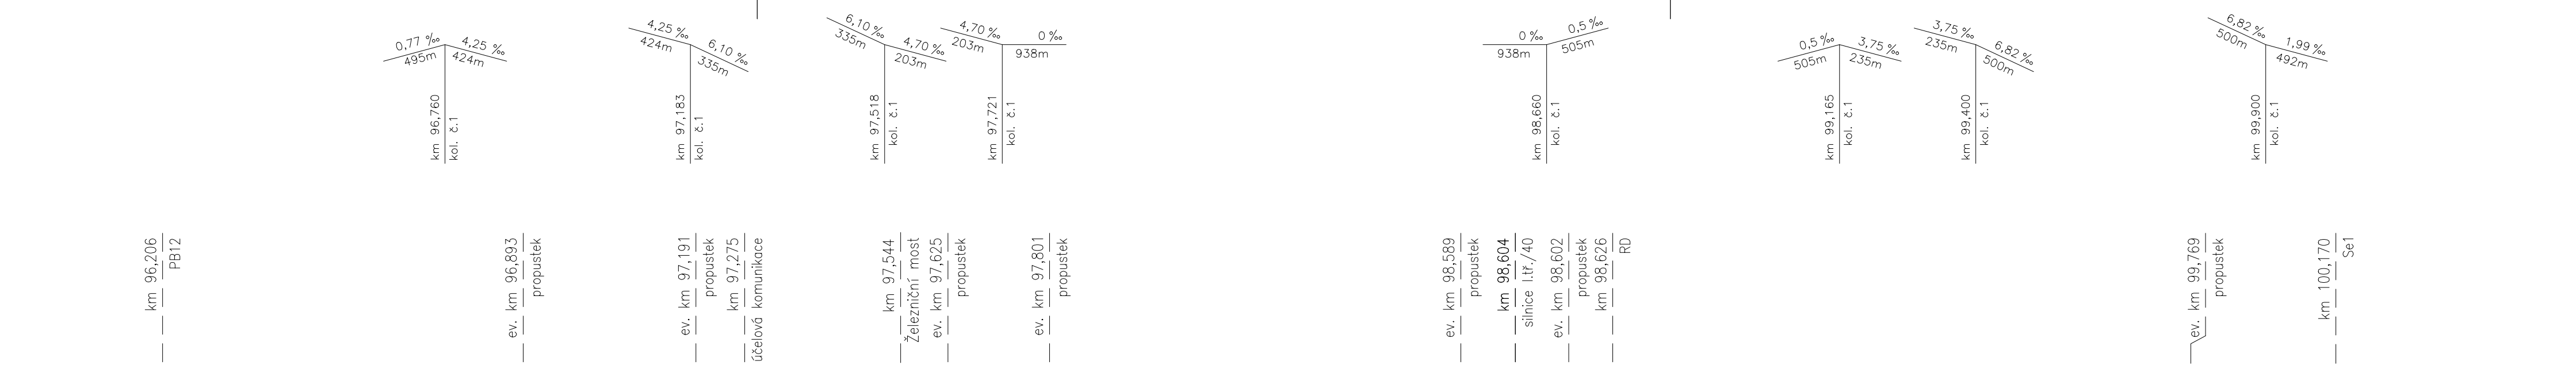 0,77 ‰
495m
4,25 ‰
424m
km 96,760
kol. č.1
4,25 ‰
424m
6,10 ‰
335m
km 97,183
kol. č.1
6,10 ‰
335m
4,70 ‰
203m
km 97,518
kol. č.1
4,70 ‰
203m
0 ‰
938m
km 97,721
kol. č.1
0 ‰
938m
0,5 ‰
505m
km 98,660
kol. č.1
0,5 ‰
505m
3,75 ‰
235m
km 99,165
kol. č.1
3,75 ‰
235m
6,82 ‰
500m
km 99,400
kol. č.1
6,82 ‰
500m
1,99 ‰
492m
km 99,900
kol. č.1
km 96,206
PB12
ev. km 96,893
propustek
ev. km 97,191
propustek
km 97,275
účelová komunikace
km 97,544
Železniční most
ev. km 97,625
propustek
ev. km 97,801
propustek
ev. km 98,589
propustek
km 98,604
silnice I.tř./40
ev. km 98,602
propustek
km 98,626
RD
ev. km 99,769
propustek
km 100,170
Se1